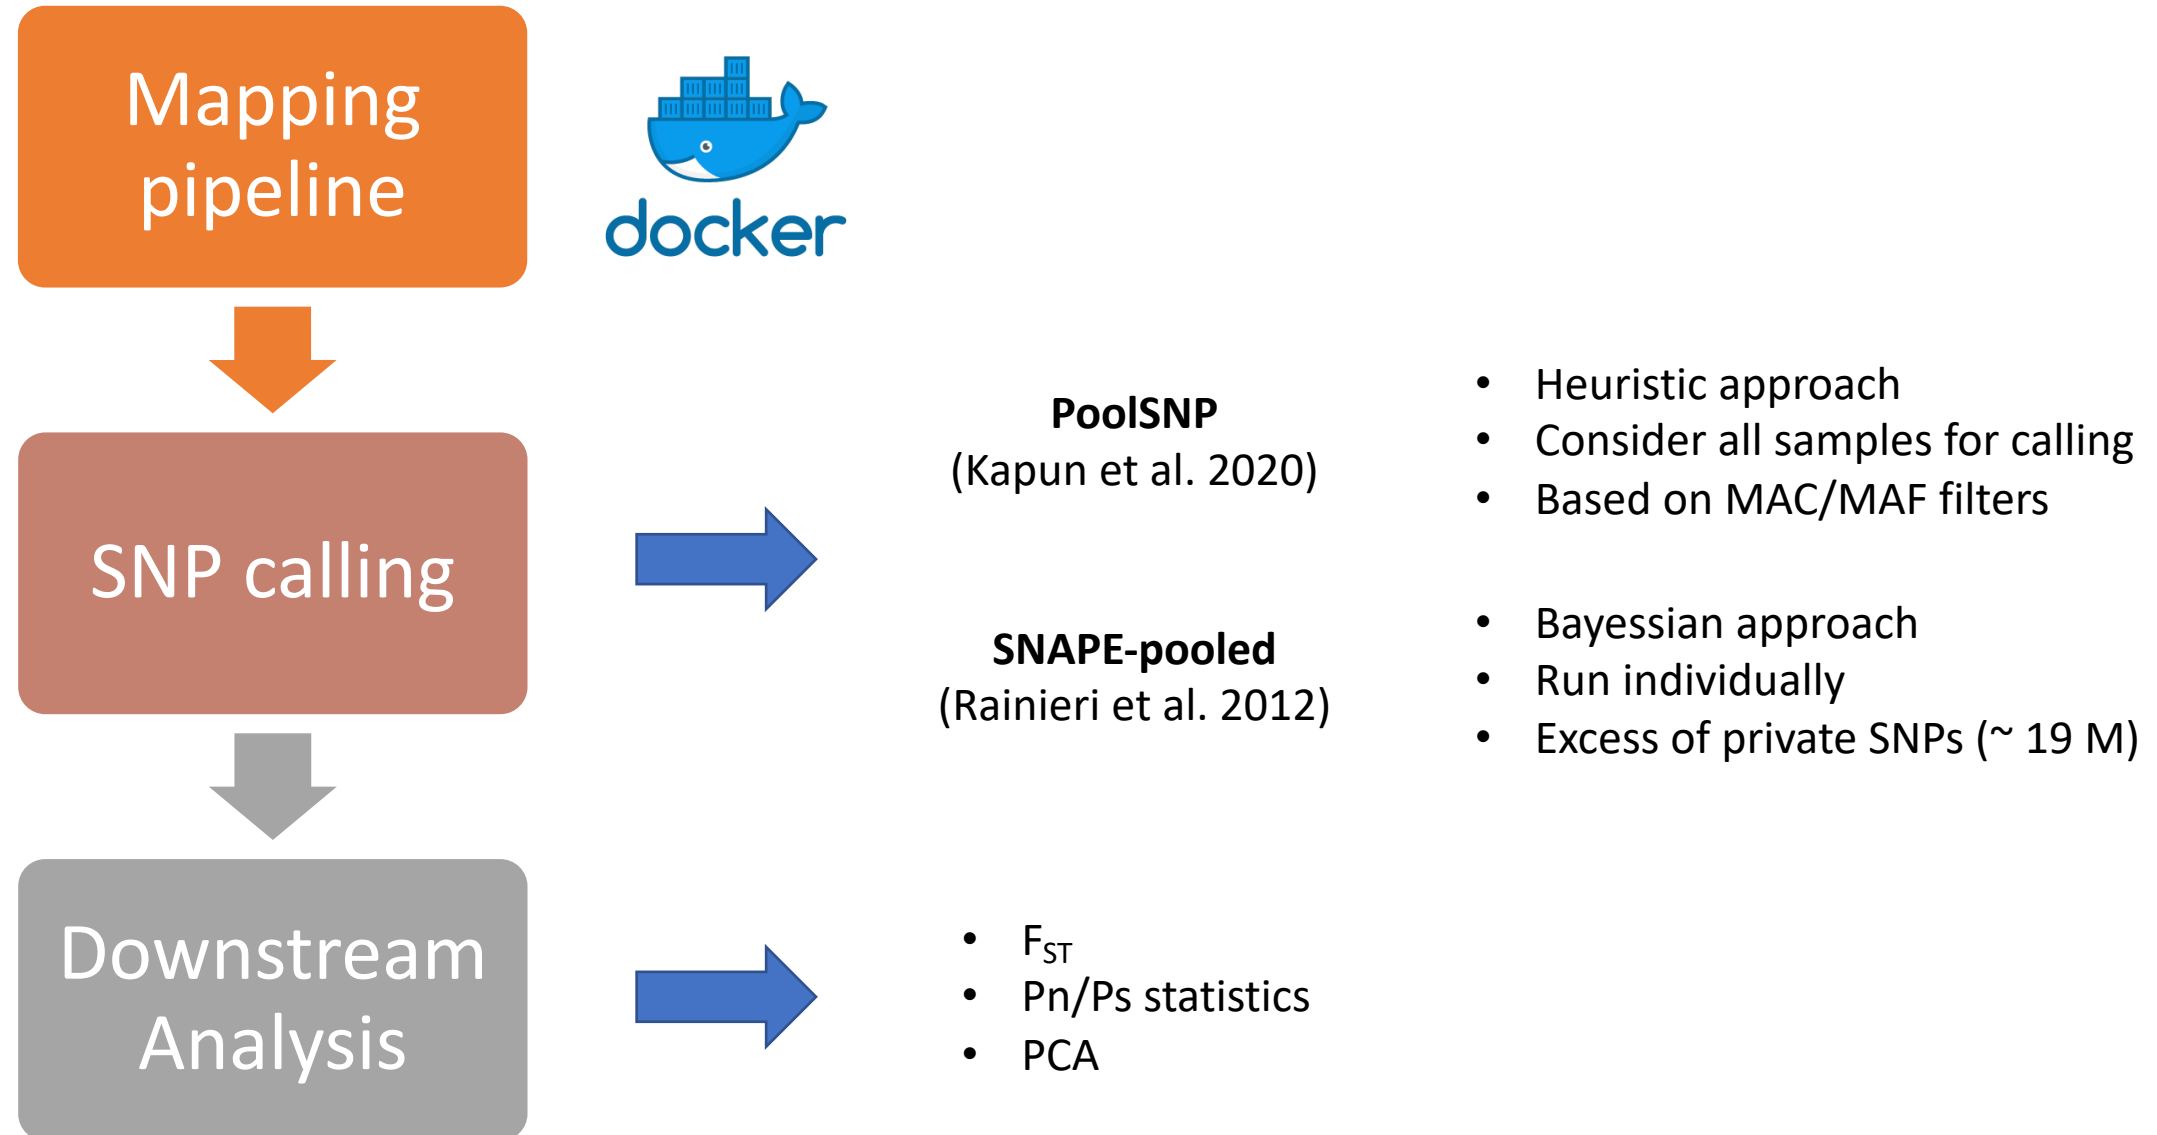 Mapping
pipeline
docker
SNP calling
PoolSNP
(Kapun et al. 2020)
• Heuristic approach
• Consider all samples for calling
• Based on MAC/MAF filters
SNAPE-pooled
(Rainieri et al. 2012)
• Bayessian approach
• Run individually
• Excess of private SNPs (~ 19 M)
Downstream
Analysis
• FST
• Pn/Ps statistics
• PCA